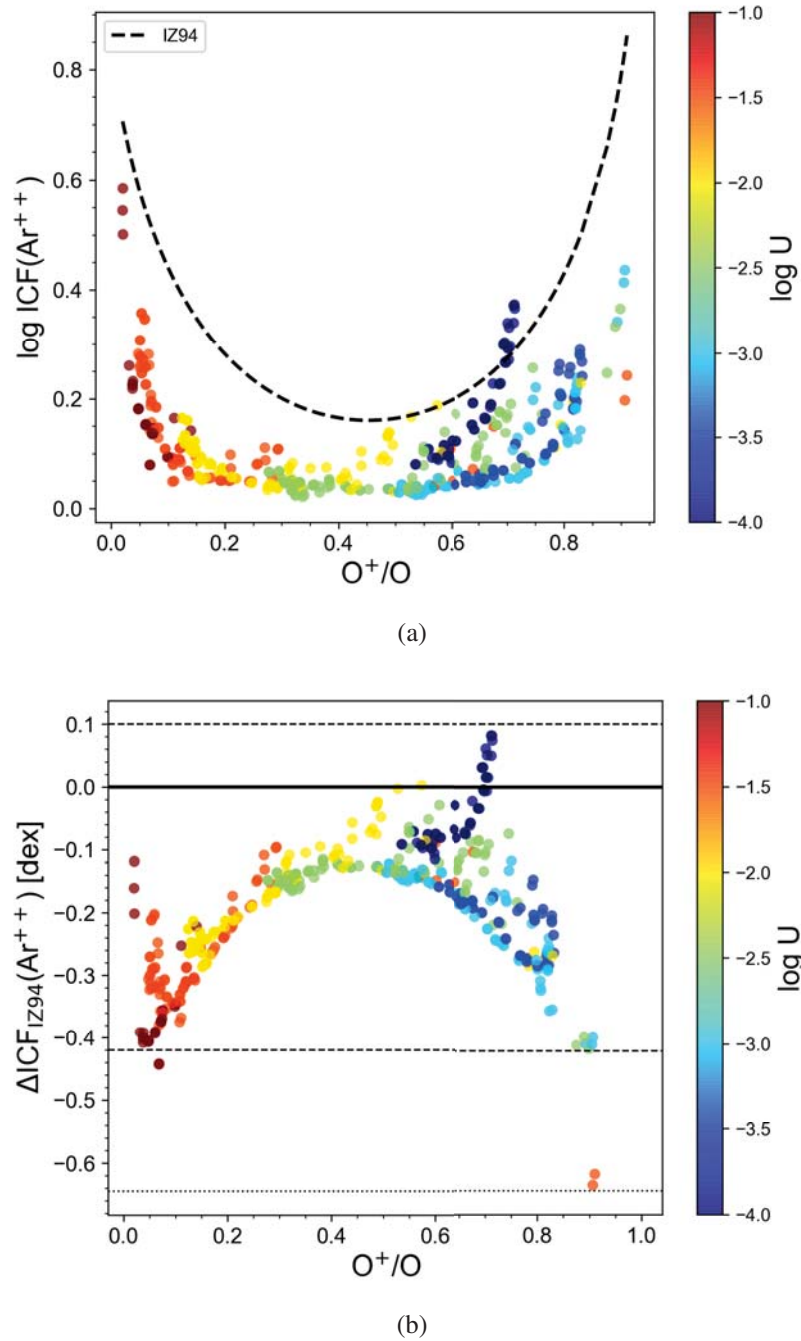 IZ94
0.8
0.6
0.4
0.2
0.0
log ICF(Ar⁺⁺)
0.0 0.2 0.4 0.6 0.8
O⁺/O
-1.0
-1.5
-2.0
-2.5
-3.0
-3.5
-4.0
log U
(a)
0.1
0.0
−0.1
−0.2
−0.3
−0.4
−0.5
−0.6
ΔICF_IZ94(Ar⁺⁺) [dex]
0.0 0.2 0.4 0.6 0.8 1.0
O⁺/O
-1.0
-1.5
-2.0
-2.5
-3.0
-3.5
-4.0
log U
(b)